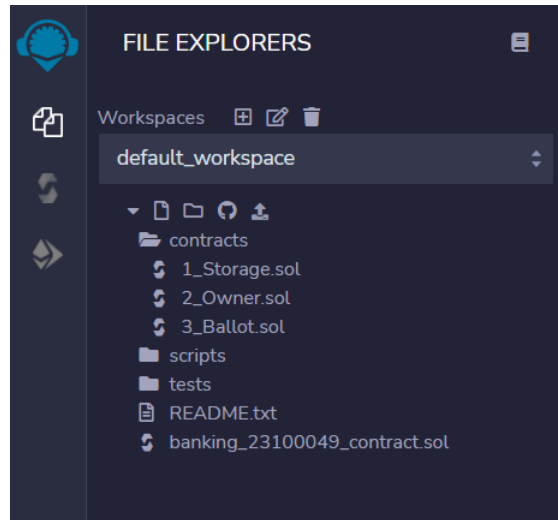 FILE EXPLORERS
Workspaces
default_workspace
contracts
1_Storage.sol
2_Owner.sol
3_Ballot.sol
scripts
tests
README.txt
banking_23100049_contract.sol